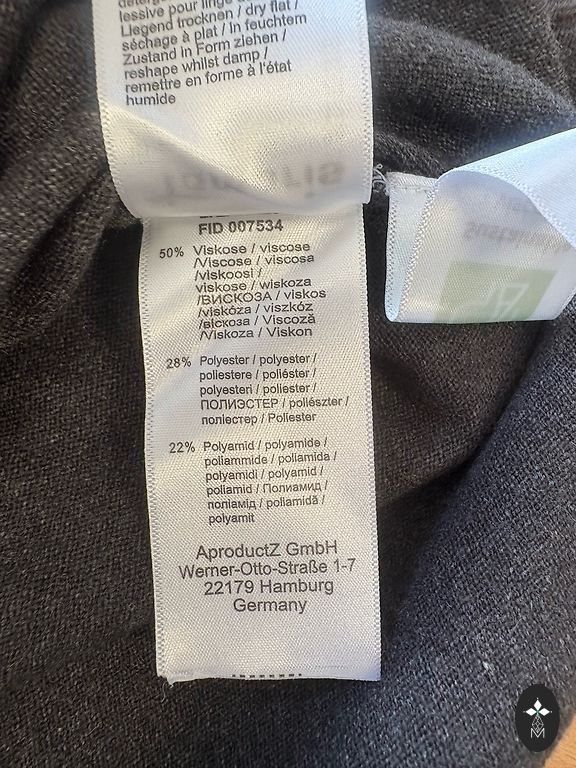 lessive pour linge
Liegend trocknen / dry flat /
séchage à plat / In feuchtem
Zustand in Form ziehen /
reshape whilst damp /
remettre en forme à l'état
humide
FID 007534
50% Viskose / viscose
/Viscose / viscosa
/viskoosi /
viskose / wiskoza
/ВИСКОЗА / viskos
/viskóza / viszkóz
/віскоза / Viscoză
/Viskoza / Viskon
28% Polyester / polyester /
poliestere / poliéster /
polyesteri / poliester /
ПОЛИЭСТЕР / poliészter /
поліестер / Poliester
22% Polyamid / polyamide /
poliammide / poliamida /
polyamidi / polyamid /
poliamid / Полиамид /
поліамід / poliamidă /
polyamit
AproductZ GmbH
Werner-Otto-Straße 1-7
22179 Hamburg
Germany
M